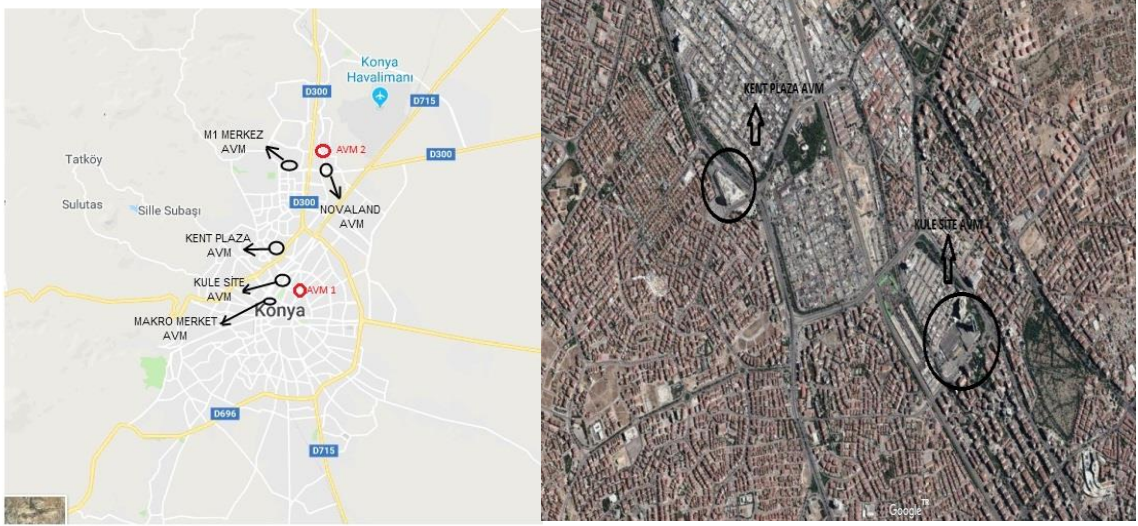 Konya
Havalimanı
D300
D715
M1 MERKEZ
AVM
AVM 2
D300
Tatköy
Sulutas
Sille Subaşı
D300
NOVALAND
AVM
KENT PLAZA
AVM
KULE SİTE
AVM
AVM 1
MAKRO MERKET
AVM
Konya
D696
D715
KENT PLAZA AVM
KULE SİTE AVM
Google
TR